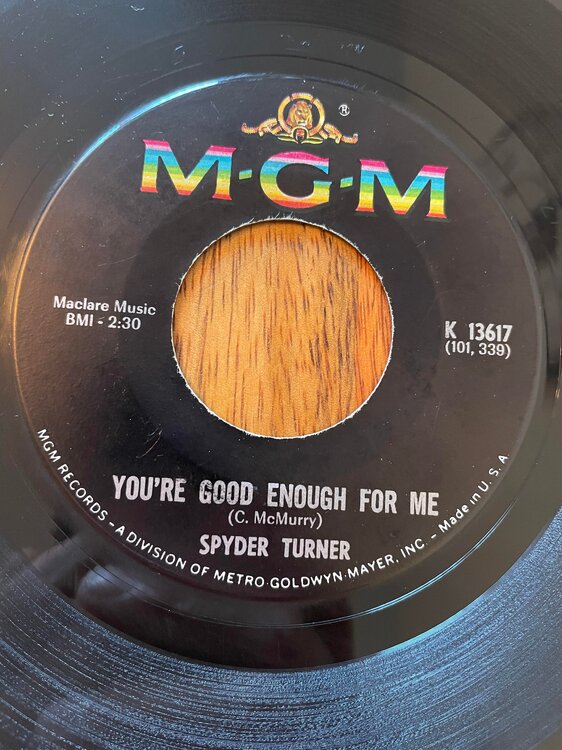 ®
M·G·M
Maclare Music
BMI - 2:30
K 13617
(101, 339)
YOU'RE GOOD ENOUGH FOR ME
(C. McMurry)
SPYDER TURNER
MGM RECORDS - A DIVISION OF METRO-GOLDWYN-MAYER, INC. - Made in U.S.A